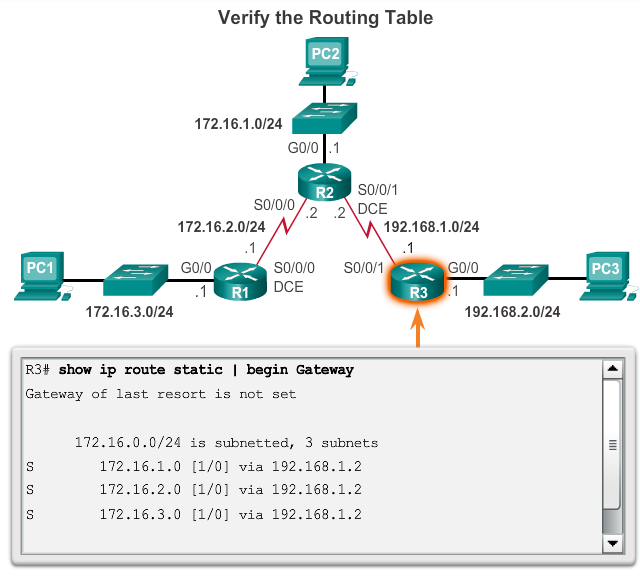 Verify the Routing Table
PC2
172.16.1.0/24
G0/0 .1
R2
S0/0/0 .2 .2 S0/0/1
DCE
172.16.2.0/24 192.168.1.0/24
.1 .1
PC1 G0/0 .1 R1 S0/0/0
DCE
S0/0/1 R3 G0/0 .1 PC3
172.16.3.0/24 192.168.2.0/24
R3# show ip route static | begin Gateway
Gateway of last resort is not set
172.16.0.0/24 is subnetted, 3 subnets
S 172.16.1.0 [1/0] via 192.168.1.2
S 172.16.2.0 [1/0] via 192.168.1.2
S 172.16.3.0 [1/0] via 192.168.1.2